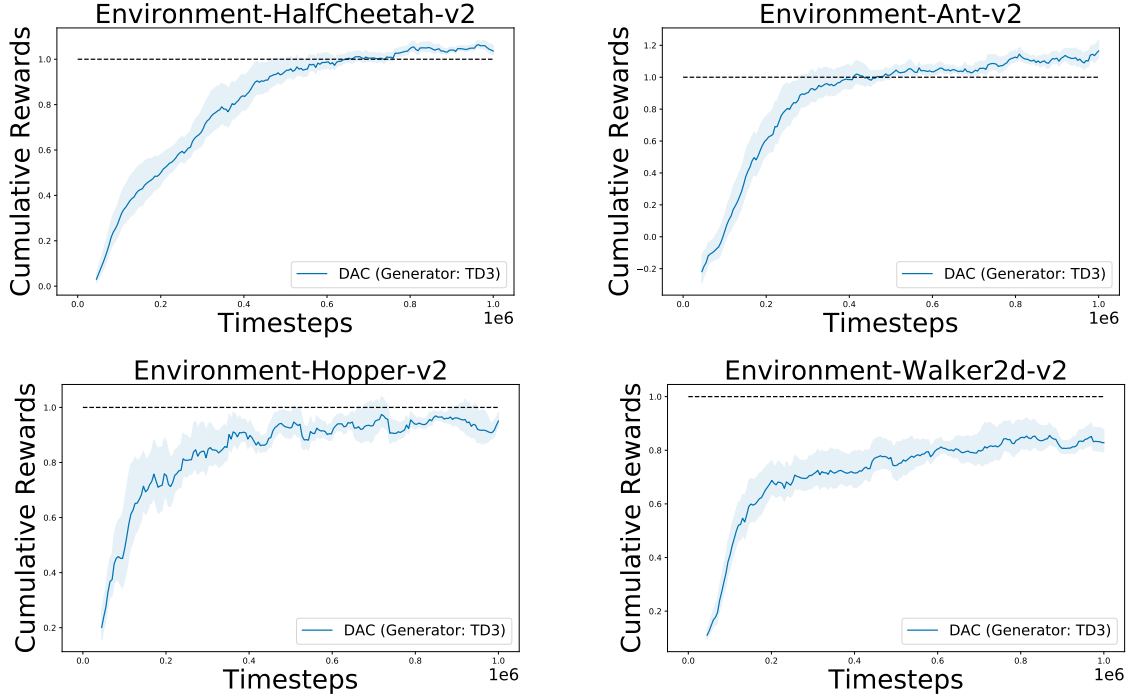 Environment-HalfCheetah-v2
Cumulative Rewards
1.0
0.8
0.6
0.4
0.2
0.0
DAC (Generator: TD3)
0.0 0.2 0.4 0.6 0.8 1.0
Timesteps
1e6
Environment-Ant-v2
Cumulative Rewards
1.2
1.0
0.8
0.6
0.4
0.2
0.0
−0.2
DAC (Generator: TD3)
0.0 0.2 0.4 0.6 0.8 1.0
Timesteps
1e6
Environment-Hopper-v2
Cumulative Rewards
1.0
0.8
0.6
0.4
0.2
DAC (Generator: TD3)
0.0 0.2 0.4 0.6 0.8 1.0
Timesteps
1e6
Environment-Walker2d-v2
Cumulative Rewards
1.0
0.8
0.6
0.4
0.2
DAC (Generator: TD3)
0.0 0.2 0.4 0.6 0.8 1.0
Timesteps
1e6